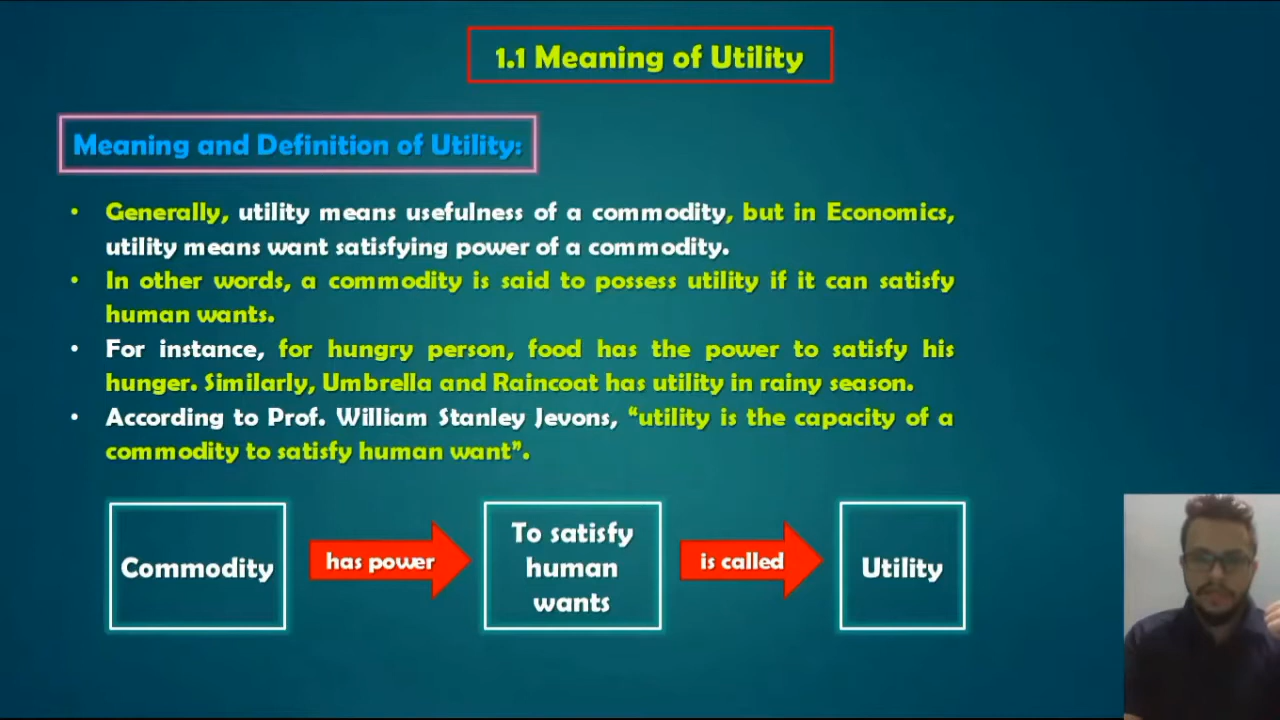 1.1 Meaning of Utility
Meaning and Definition of Utility:
• Generally, utility means usefulness of a commodity, but in Economics,
utility means want satisfying power of a commodity.
• In other words, a commodity is said to possess utility if it can satisfy
human wants.
• For instance, for hungry person, food has the power to satisfy his
hunger. Similarly, Umbrella and Raincoat has utility in rainy season.
• According to Prof. William Stanley Jevons, “utility is the capacity of a
commodity to satisfy human want”.
Commodity
has power
To satisfy
human
wants
is called
Utility